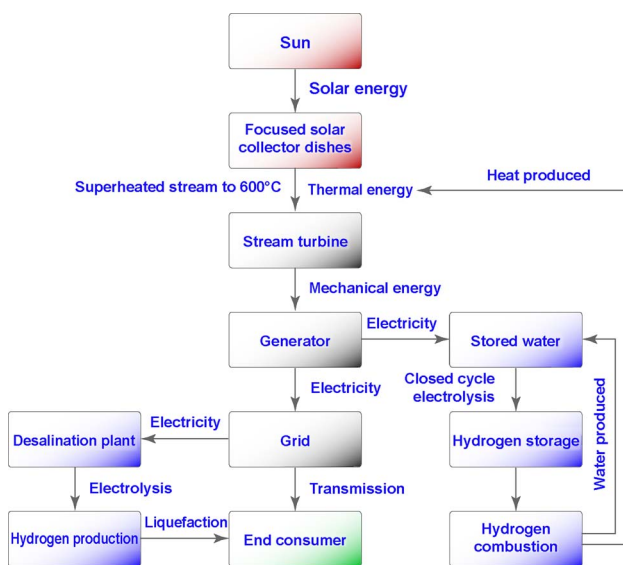 Sun
Solar energy
Focused solar
collector dishes
Superheated stream to 600°C
Thermal energy
Heat produced
Stream turbine
Mechanical energy
Generator
Electricity
Stored water
Electricity
Closed cycle
electrolysis
Water produced
Electricity
Desalination plant
Grid
Hydrogen storage
Electrolysis
Transmission
Hydrogen production
Liquefaction
End consumer
Hydrogen
combustion